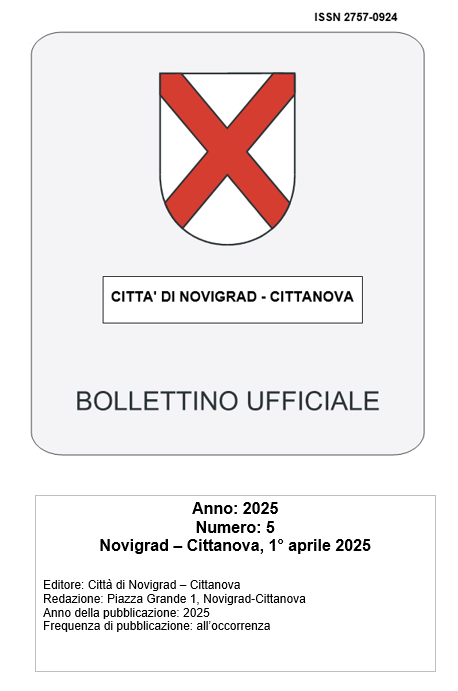 ISSN 2757-0924
CITTA' DI NOVIGRAD - CITTANOVA
BOLLETTINO UFFICIALE
Anno: 2025
Numero: 5
Novigrad – Cittanova, 1° aprile 2025
Editore: Città di Novigrad – Cittanova
Redazione: Piazza Grande 1, Novigrad-Cittanova
Anno della pubblicazione: 2025
Frequenza di pubblicazione: all’occorrenza